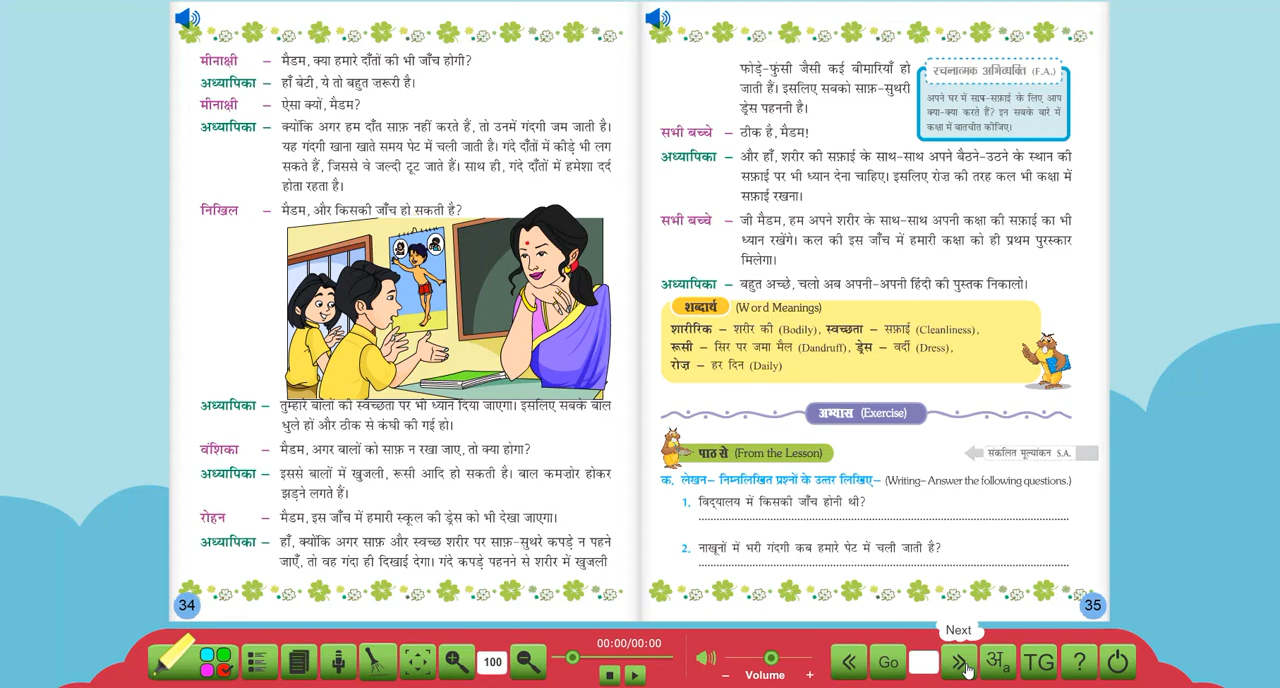 मीनाक्षी – मैडम, क्या हमारे दाँतों की भी जाँच होगी?
अध्यापिका – हाँ बेटी, ये तो बहुत ज़रूरी है।
मीनाक्षी – ऐसा क्यों, मैडम?
अध्यापिका – क्योंकि अगर हम दाँत साफ़ नहीं करते हैं, तो उनमें गंदगी जम जाती है।
यह गंदगी खाना खाते समय पेट में चली जाती है। गंदे दाँतों में कीड़े भी लग
सकते हैं, जिससे वे जल्दी टूट जाते हैं। साथ ही, गंदे दाँतों में हमेशा दर्द
होता रहता है।
निखिल – मैडम, और किसकी जाँच हो सकती है?
अध्यापिका – तुम्हारे बालों की स्वच्छता पर भी ध्यान दिया जाएगा। इसलिए सबके बाल
धुले हों और ठीक से कंघी की गई हो।
वंशिका – मैडम, अगर बालों को साफ़ न रखा जाए, तो क्या होगा?
अध्यापिका – इससे बालों में खुजली, रूसी आदि हो सकती है। बाल कमज़ोर होकर
झड़ने लगते हैं।
रोहन – मैडम, इस जाँच में हमारी स्कूल की ड्रेस को भी देखा जाएगा।
अध्यापिका – हाँ, क्योंकि अगर साफ़ और स्वच्छ शरीर पर साफ़-सुथरे कपड़े न पहने
जाएँ, तो वह गंदा ही दिखाई देगा। गंदे कपड़े पहनने से शरीर में खुजली
34
फोड़े-फुंसी जैसी कई बीमारियाँ हो
जाती हैं। इसलिए सबको साफ़-सुथरी
ड्रेस पहननी है।
रचनात्मक अभिव्यक्ति (F.A.)
अपने घर में साफ़-सफ़ाई के लिए आप
क्या-क्या करते हैं? इन सबके बारे में
कक्षा में बातचीत कीजिए।
सभी बच्चे – ठीक है, मैडम!
अध्यापिका – और हाँ, शरीर की सफ़ाई के साथ-साथ अपने बैठने-उठने के स्थान की
सफ़ाई पर भी ध्यान देना चाहिए। इसलिए रोज़ की तरह कल भी कक्षा में
सफ़ाई रखना।
सभी बच्चे – जी मैडम, हम अपने शरीर के साथ-साथ अपनी कक्षा की सफ़ाई का भी
ध्यान रखेंगे। कल की इस जाँच में हमारी कक्षा को ही प्रथम पुरस्कार
मिलेगा।
अध्यापिका – बहुत अच्छे, चलो अब अपनी-अपनी हिंदी की पुस्तक निकालो।
शब्दार्थ (Word Meanings)
शारीरिक – शरीर की (Bodily), स्वच्छता – सफ़ाई (Cleanliness),
रूसी – सिर पर जमा मैल (Dandruff), ड्रेस – वर्दी (Dress),
रोज़ – हर दिन (Daily)
अभ्यास (Exercise)
पाठ से (From the Lesson)
संकलित मूल्यांकन S.A.
क. लेखन– निम्नलिखित प्रश्नों के उत्तर लिखिए– (Writing– Answer the following questions.)
1. विद्यालय में किसकी जाँच होनी थी?
2. नाखूनों में भरी गंदगी कब हमारे पेट में चली जाती है?
35
Next
100
00:00/00:00
– Volume +
Go
अa
TG
?